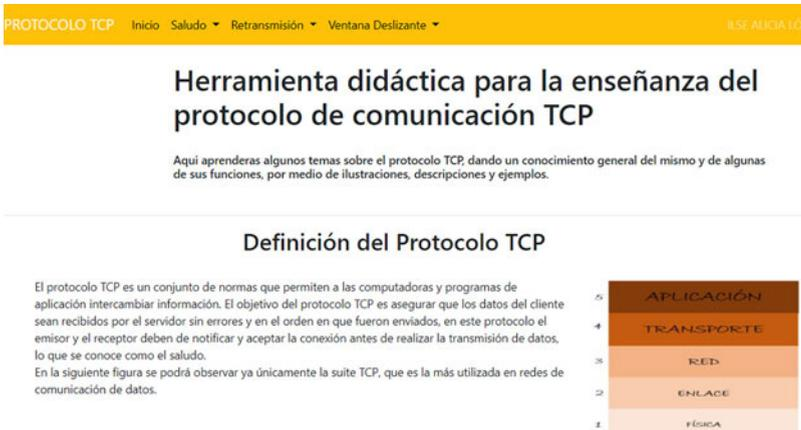 PROTOCOLO TCP Inicio Saludo Retransmisión Ventana Deslizante ILSE ALICIA LÓ
Herramienta didáctica para la enseñanza del
protocolo de comunicación TCP
Aqui aprenderas algunos temas sobre el protocolo TCP, dando un conocimiento general del mismo y de algunas
de sus funciones, por medio de ilustraciones, descripciones y ejemplos.
Definición del Protocolo TCP
El protocolo TCP es un conjunto de normas que permiten a las computadoras y programas de
aplicación intercambiar información. El objetivo del protocolo TCP es asegurar que los datos del cliente
sean recibidos por el servidor sin errores y en el orden en que fueron enviados, en este protocolo el
emisor y el receptor deben de notificar y aceptar la conexión antes de realizar la transmisión de datos,
lo que se conoce como el saludo.
En la siguiente figura se podrá observar ya únicamente la suite TCP, que es la más utilizada en redes de
comunicación de datos.
5 APLICACIÓN
4 TRANSPORTE
3 RED
2 ENLACE
1 FÍSICA